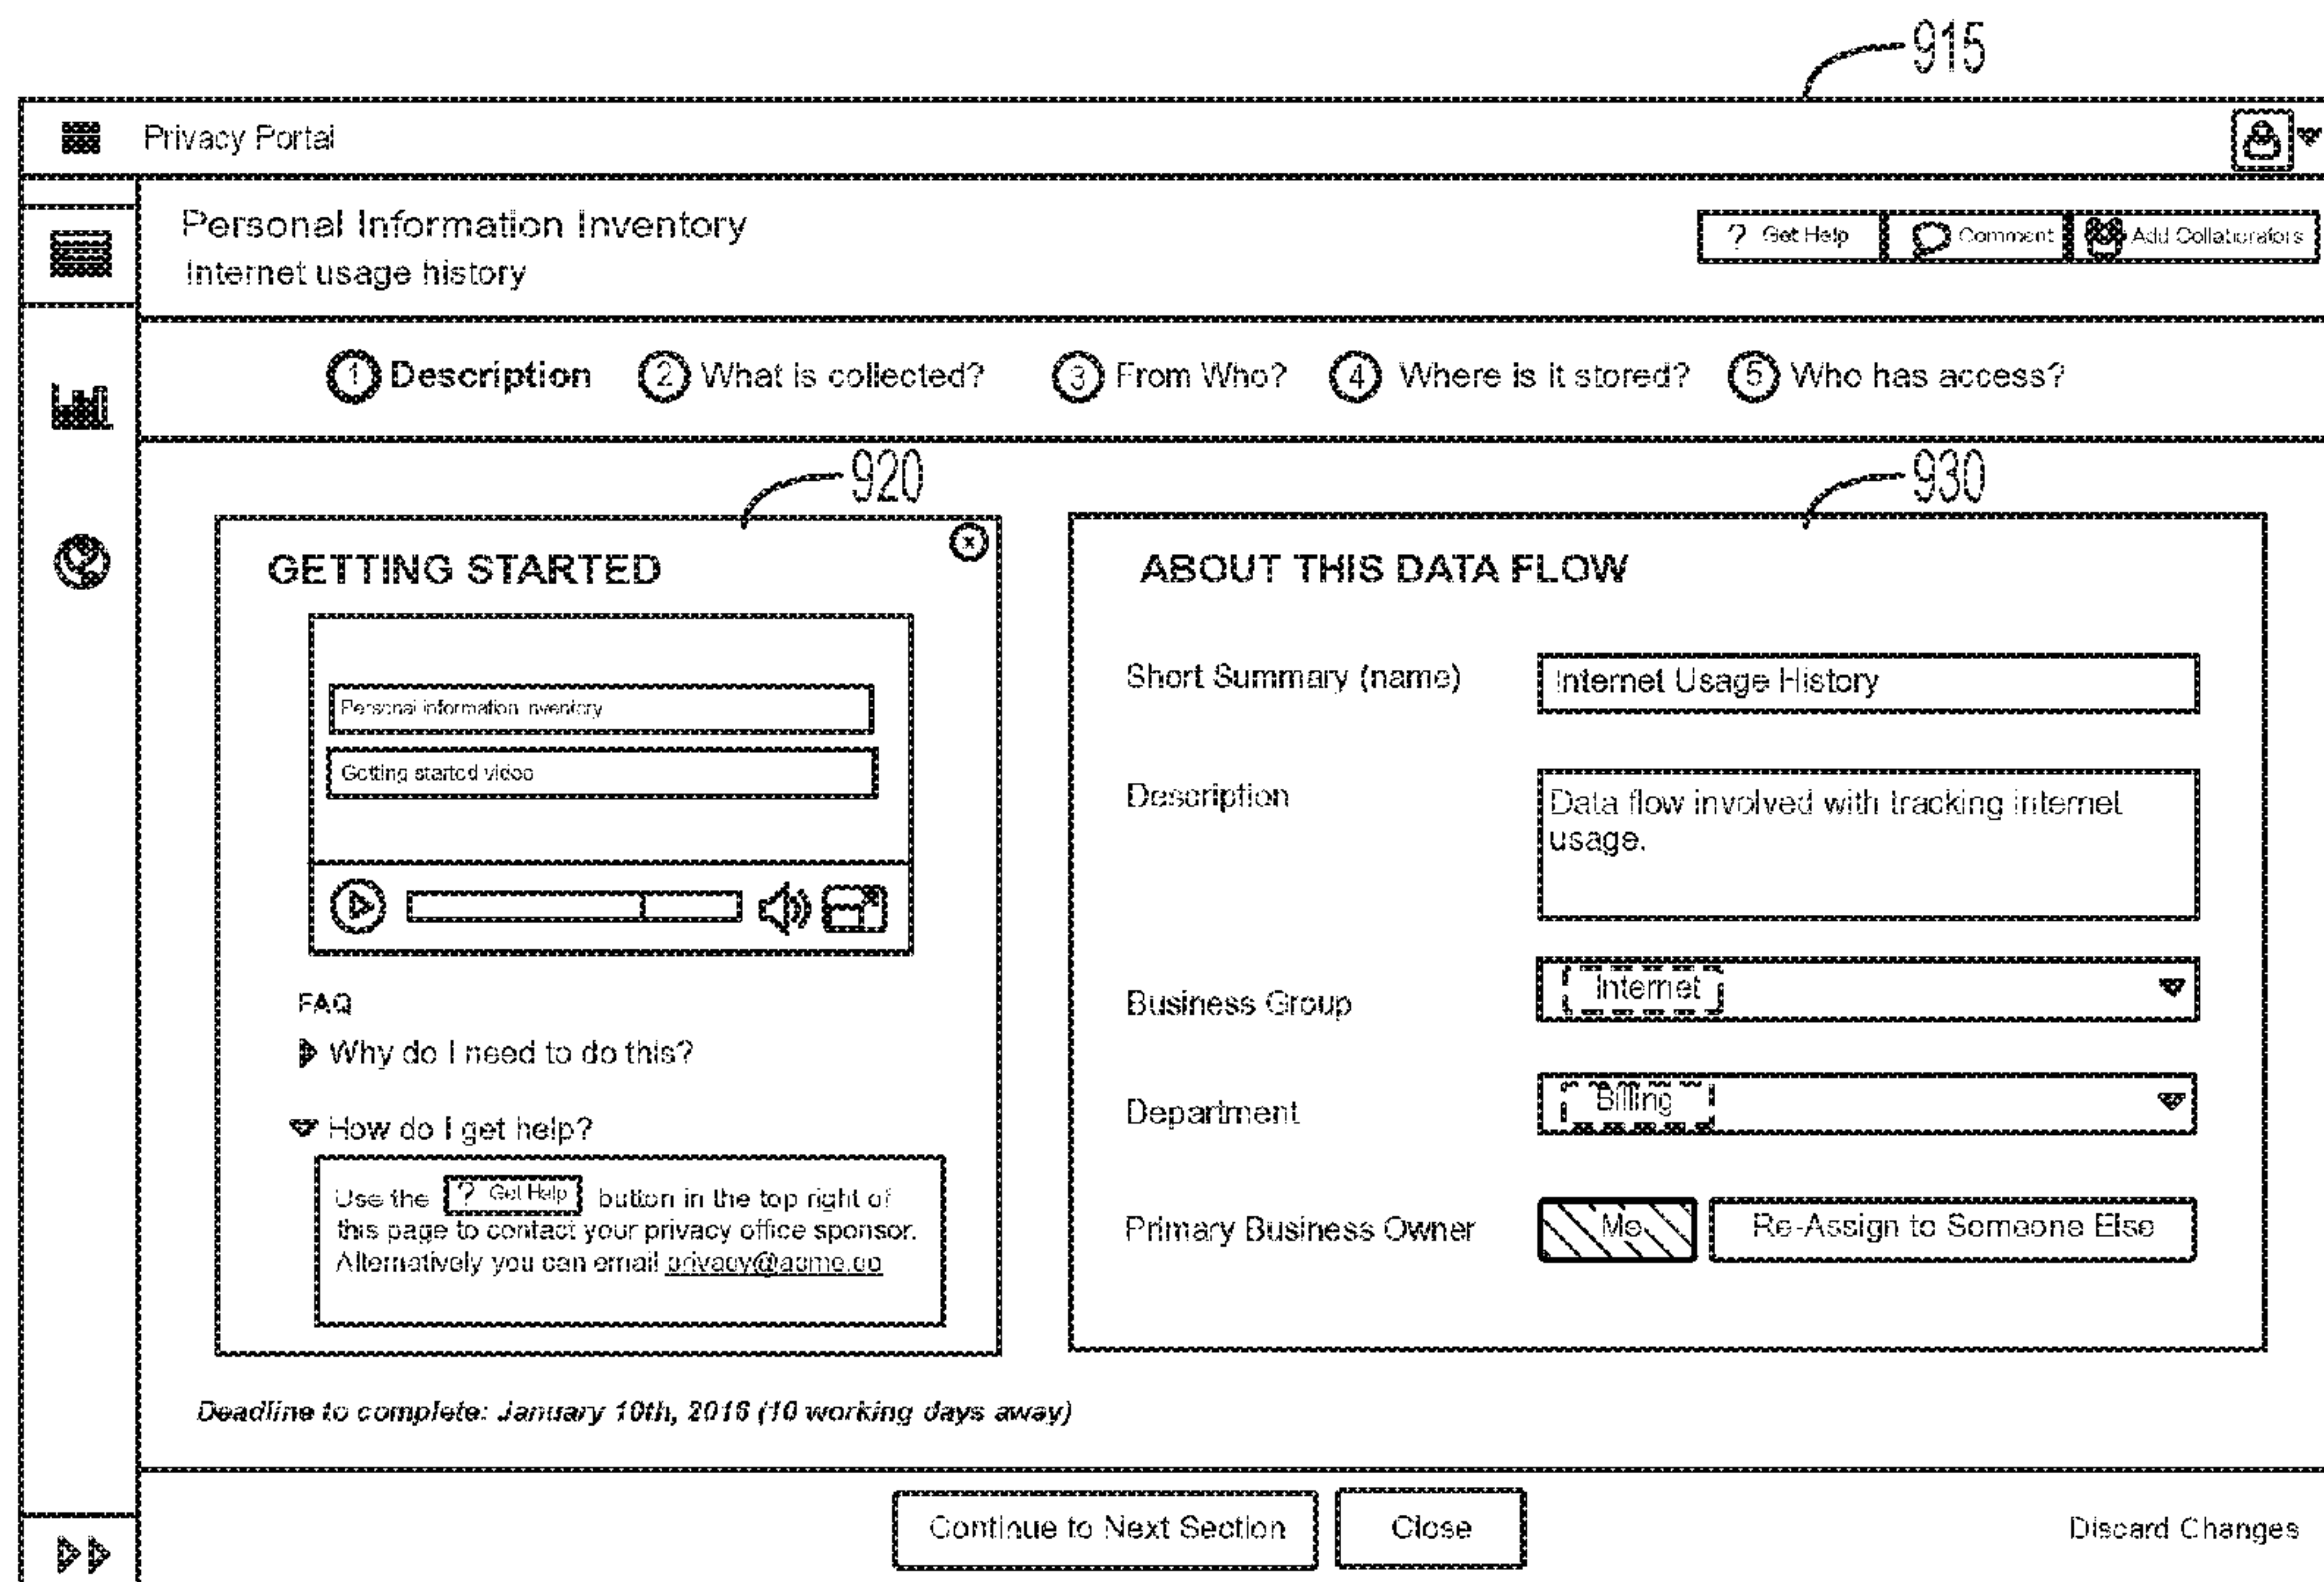 915
Privacy Portal
Personal Information Inventory
Internet usage history
? Get Help Comment Add Collaborators
1 Description 2 What is collected? 3 From Who? 4 Where is it stored? 5 Who has access?
920
930
GETTING STARTED
Personal information inventory
Getting started video
FAQ
Why do I need to do this?
How do I get help?
Use the ? Get Help button in the top right of
this page to contact your privacy office sponsor.
Alternatively you can email privacy@acme.co
ABOUT THIS DATA FLOW
Short Summary (name) Internet Usage History
Description Data flow involved with tracking internet
usage.
Business Group Internet
Department Billing
Primary Business Owner Me Re-Assign to Someone Else
Deadline to complete: January 10th, 2016 (10 working days away)
Continue to Next Section Close Discard Changes